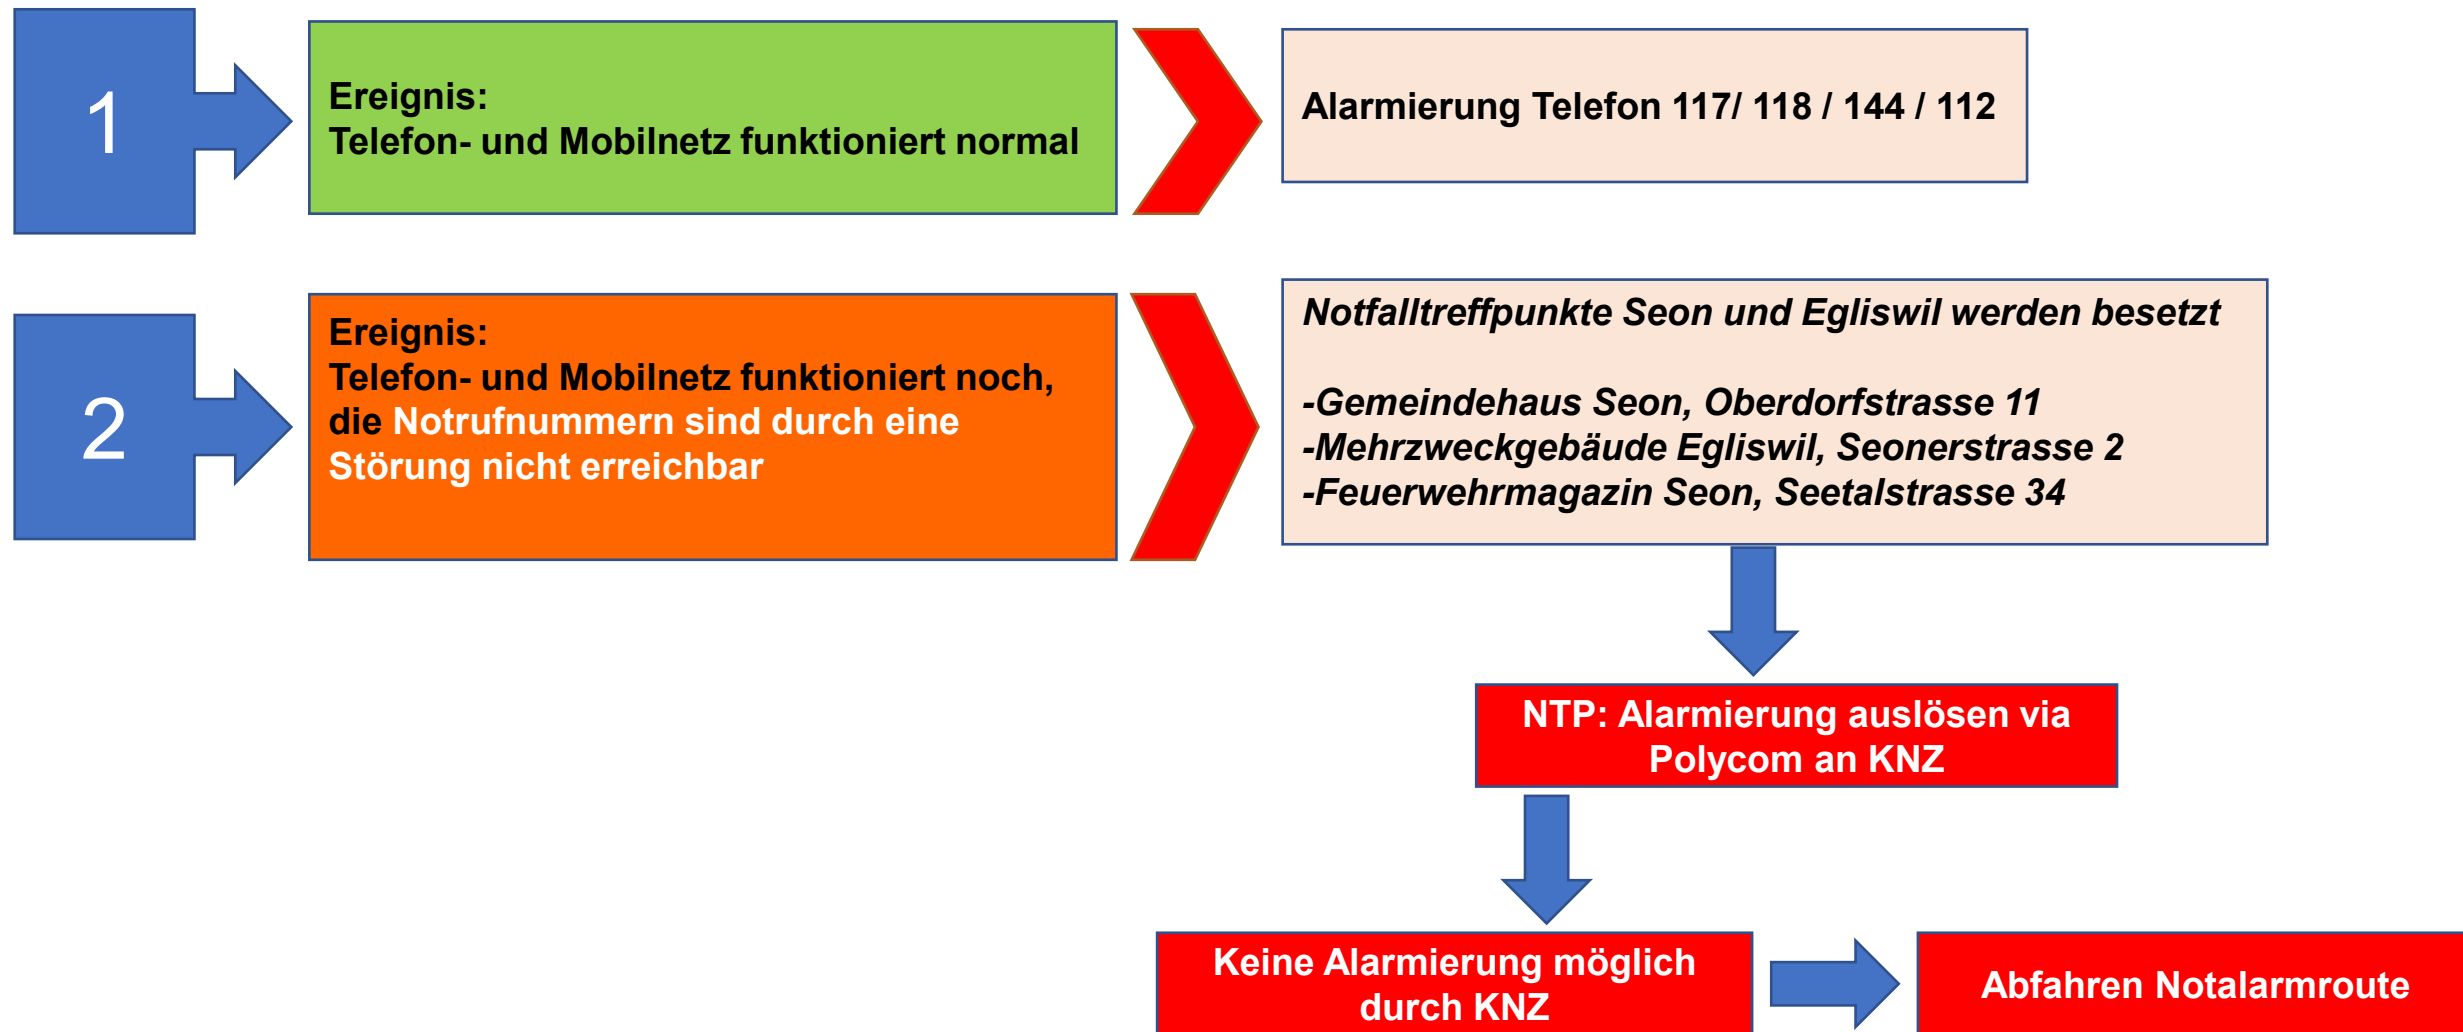 1
Ereignis:
Telefon- und Mobilnetz funktioniert normal
Alarmierung Telefon 117/ 118 / 144 / 112
2
Ereignis:
Telefon- und Mobilnetz funktioniert noch,
die Notrufnummern sind durch eine
Störung nicht erreichbar
Notfalltreffpunkte Seon und Egliswil werden besetzt
-Gemeindehaus Seon, Oberdorfstrasse 11
-Mehrzweckgebäude Egliswil, Seonerstrasse 2
-Feuerwehrmagazin Seon, Seetalstrasse 34
NTP: Alarmierung auslösen via
Polycom an KNZ
Keine Alarmierung möglich
durch KNZ
Abfahren Notalarmroute